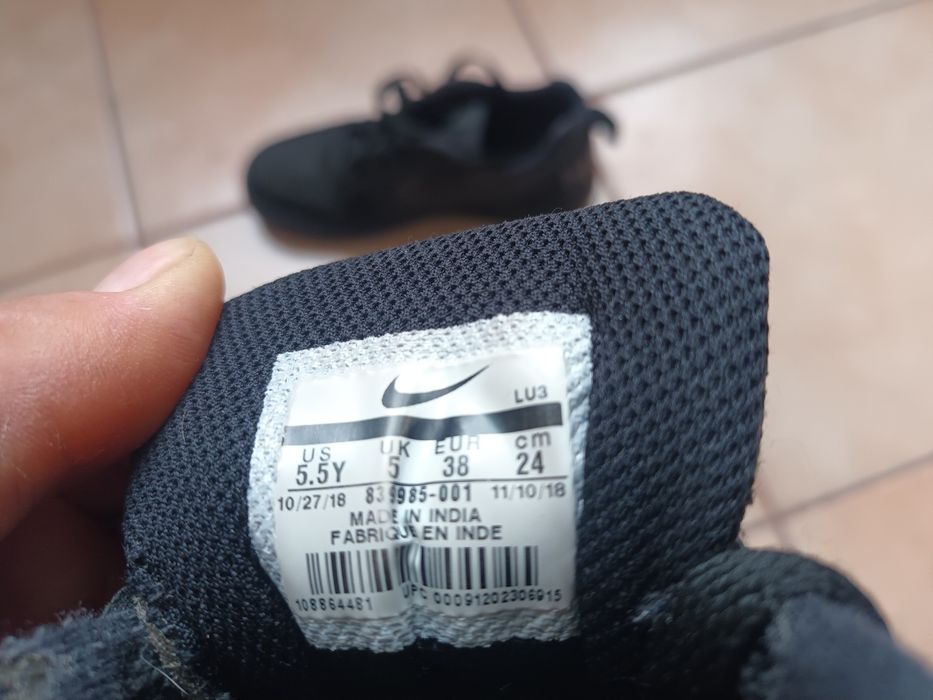 LU3
US UK EUR cm
5.5Y 5 38 24
10/27/18 839985-001 11/10/18
MADE IN INDIA
FABRIQUE EN INDE
108864481 UPC 00091202306915